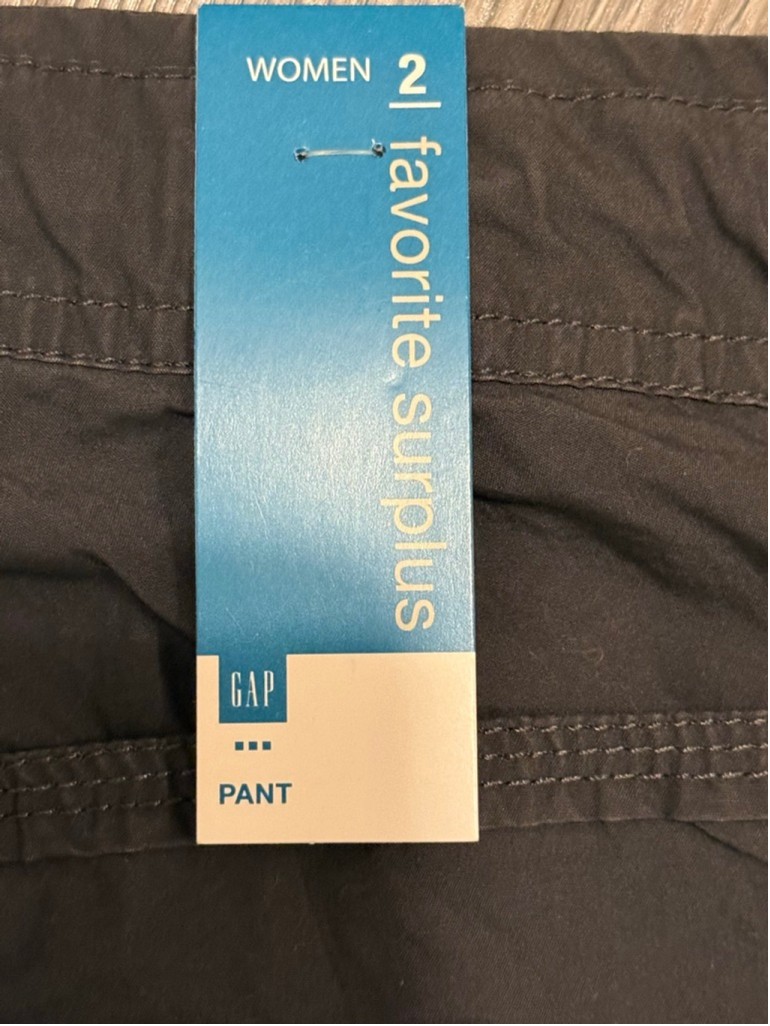 WOMEN 2
favorite surplus
GAP
PANT